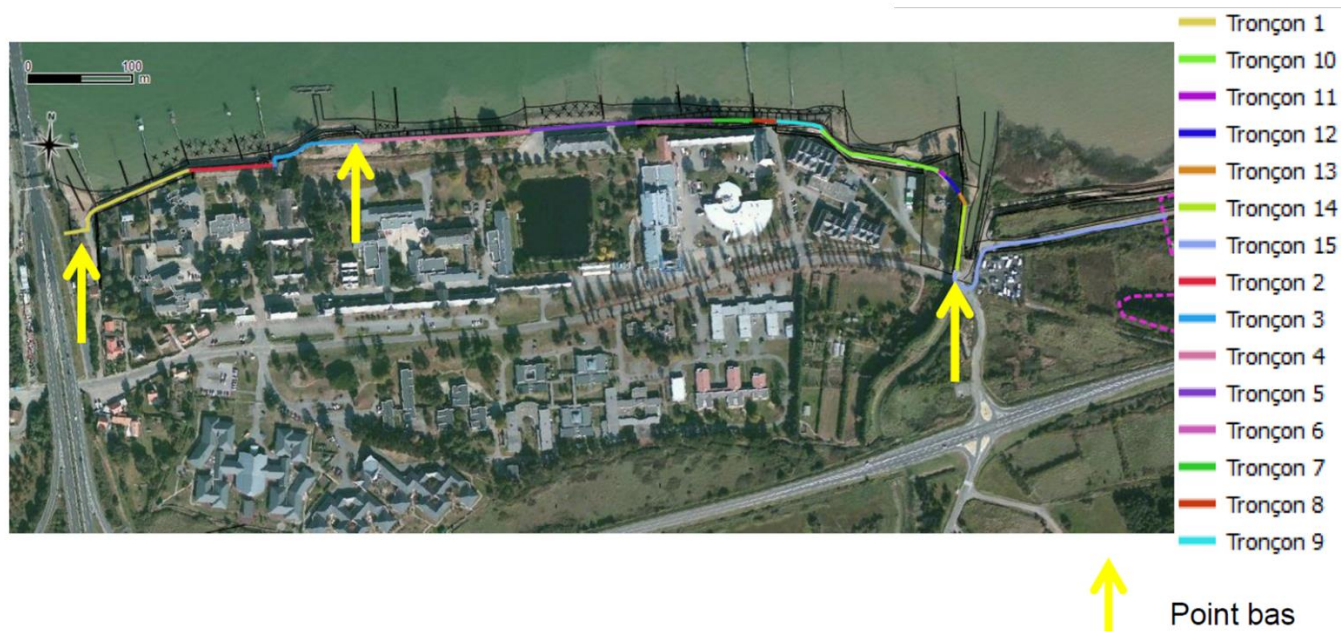 0 100
m
N
Tronçon 1
Tronçon 10
Tronçon 11
Tronçon 12
Tronçon 13
Tronçon 14
Tronçon 15
Tronçon 2
Tronçon 3
Tronçon 4
Tronçon 5
Tronçon 6
Tronçon 7
Tronçon 8
Tronçon 9
Point bas